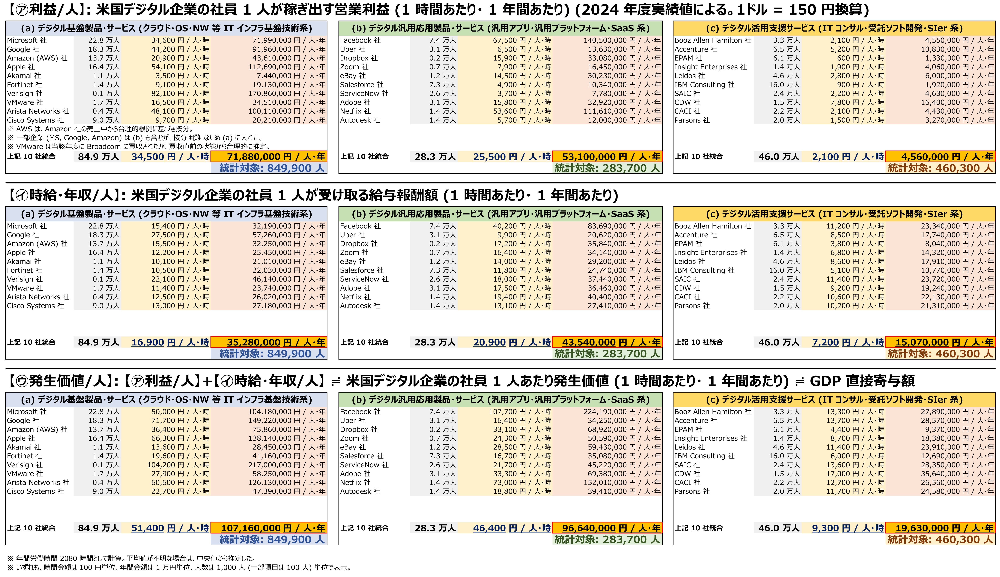 【㋐利益/人】: 米国デジタル企業の社員 1 人が稼ぎ出す営業利益 (1 時間あたり・ 1 年間あたり) (2024 年度実績値による。1ドル = 150 円換算)
(a) デジタル基盤製品・サービス (クラウド・OS・NW 等 IT インフラ基盤技術系)
Microsoft 社 22.8 万人 34,600 円 / 人・時 71,990,000 円 / 人・年
Google 社 18.3 万人 44,200 円 / 人・時 91,960,000 円 / 人・年
Amazon (AWS) 社 13.7 万人 20,900 円 / 人・時 43,610,000 円 / 人・年
Apple 社 16.4 万人 54,100 円 / 人・時 112,690,000 円 / 人・年
Akamai 社 1.1 万人 3,500 円 / 人・時 7,440,000 円 / 人・年
Fortinet 社 1.4 万人 9,100 円 / 人・時 19,130,000 円 / 人・年
Verisign 社 0.1 万人 82,100 円 / 人・時 170,860,000 円 / 人・年
VMware 社 1.7 万人 16,500 円 / 人・時 34,510,000 円 / 人・年
Arista Networks 社 0.4 万人 48,100 円 / 人・時 100,110,000 円 / 人・年
Cisco Systems 社 9.0 万人 9,700 円 / 人・時 20,210,000 円 / 人・年
※ AWS は、Amazon 社の売上中から合理的根拠に基づき按分。
※ 一部企業 (MS, Google, Amazon) は (b) も含むが、按分困難 なため (a) に入れた。
※ VMware は当該年度に Broadcom に買収されたが、買収直前の状態から合理的に推定。
上記 10 社統合 84.9 万人 34,500 円 / 人・時 71,880,000 円 / 人・年
統計対象: 849,900 人
(b) デジタル汎用応用製品・サービス (汎用アプリ・汎用プラットフォーム・SaaS 系)
Facebook 社 7.4 万人 67,500 円 / 人・時 140,500,000 円 / 人・年
Uber 社 3.1 万人 6,500 円 / 人・時 13,630,000 円 / 人・年
Dropbox 社 0.2 万人 15,900 円 / 人・時 33,080,000 円 / 人・年
Zoom 社 0.7 万人 7,900 円 / 人・時 16,450,000 円 / 人・年
eBay 社 1.2 万人 14,500 円 / 人・時 30,230,000 円 / 人・年
Salesforce 社 7.3 万人 4,900 円 / 人・時 10,340,000 円 / 人・年
ServiceNow 社 2.6 万人 3,700 円 / 人・時 7,780,000 円 / 人・年
Adobe 社 3.1 万人 15,800 円 / 人・時 32,920,000 円 / 人・年
Netflix 社 1.4 万人 53,600 円 / 人・時 111,610,000 円 / 人・年
Autodesk 社 1.4 万人 5,700 円 / 人・時 12,000,000 円 / 人・年
上記 10 社統合 28.3 万人 25,500 円 / 人・時 53,100,000 円 / 人・年
統計対象: 283,700 人
(c) デジタル活用支援サービス (IT コンサル・受託ソフト開発・SIer 系)
Booz Allen Hamilton 社 3.3 万人 2,100 円 / 人・時 4,550,000 円 / 人・年
Accenture 社 6.5 万人 5,200 円 / 人・時 10,830,000 円 / 人・年
EPAM 社 6.1 万人 600 円 / 人・時 1,330,000 円 / 人・年
Insight Enterprises 社 1.4 万人 1,900 円 / 人・時 4,060,000 円 / 人・年
Leidos 社 4.6 万人 2,800 円 / 人・時 6,000,000 円 / 人・年
IBM Consulting 社 16.0 万人 900 円 / 人・時 1,920,000 円 / 人・年
SAIC 社 2.4 万人 2,200 円 / 人・時 4,630,000 円 / 人・年
CDW 社 1.5 万人 7,800 円 / 人・時 16,400,000 円 / 人・年
CACI 社 2.2 万人 2,100 円 / 人・時 4,430,000 円 / 人・年
Parsons 社 2.0 万人 1,500 円 / 人・時 3,270,000 円 / 人・年
上記 10 社統合 46.0 万人 2,100 円 / 人・時 4,560,000 円 / 人・年
統計対象: 460,300 人
【㋑時給・年収/人】: 米国デジタル企業の社員 1 人が受け取る給与報酬額 (1 時間あたり・ 1 年間あたり)
(a) デジタル基盤製品・サービス (クラウド・OS・NW 等 IT インフラ基盤技術系)
Microsoft 社 22.8 万人 15,400 円 / 人・時 32,190,000 円 / 人・年
Google 社 18.3 万人 27,500 円 / 人・時 57,260,000 円 / 人・年
Amazon (AWS) 社 13.7 万人 15,500 円 / 人・時 32,250,000 円 / 人・年
Apple 社 16.4 万人 12,200 円 / 人・時 25,450,000 円 / 人・年
Akamai 社 1.1 万人 10,100 円 / 人・時 21,010,000 円 / 人・年
Fortinet 社 1.4 万人 10,500 円 / 人・時 22,030,000 円 / 人・年
Verisign 社 0.1 万人 22,100 円 / 人・時 46,140,000 円 / 人・年
VMware 社 1.7 万人 11,400 円 / 人・時 23,740,000 円 / 人・年
Arista Networks 社 0.4 万人 12,500 円 / 人・時 26,020,000 円 / 人・年
Cisco Systems 社 9.0 万人 13,000 円 / 人・時 27,180,000 円 / 人・年
上記 10 社統合 84.9 万人 16,900 円 / 人・時 35,280,000 円 / 人・年
統計対象: 849,900 人
(b) デジタル汎用応用製品・サービス (汎用アプリ・汎用プラットフォーム・SaaS 系)
Facebook 社 7.4 万人 40,200 円 / 人・時 83,690,000 円 / 人・年
Uber 社 3.1 万人 9,900 円 / 人・時 20,620,000 円 / 人・年
Dropbox 社 0.2 万人 17,200 円 / 人・時 35,840,000 円 / 人・年
Zoom 社 0.7 万人 16,400 円 / 人・時 34,140,000 円 / 人・年
eBay 社 1.2 万人 14,000 円 / 人・時 29,200,000 円 / 人・年
Salesforce 社 7.3 万人 11,800 円 / 人・時 24,740,000 円 / 人・年
ServiceNow 社 2.6 万人 18,000 円 / 人・時 37,440,000 円 / 人・年
Adobe 社 3.1 万人 17,500 円 / 人・時 36,460,000 円 / 人・年
Netflix 社 1.4 万人 19,400 円 / 人・時 40,400,000 円 / 人・年
Autodesk 社 1.4 万人 13,100 円 / 人・時 27,410,000 円 / 人・年
上記 10 社統合 28.3 万人 20,900 円 / 人・時 43,540,000 円 / 人・年
統計対象: 283,700 人
(c) デジタル活用支援サービス (IT コンサル・受託ソフト開発・SIer 系)
Booz Allen Hamilton 社 3.3 万人 11,200 円 / 人・時 23,340,000 円 / 人・年
Accenture 社 6.5 万人 8,500 円 / 人・時 17,740,000 円 / 人・年
EPAM 社 6.1 万人 3,800 円 / 人・時 8,040,000 円 / 人・年
Insight Enterprises 社 1.4 万人 6,800 円 / 人・時 14,320,000 円 / 人・年
Leidos 社 4.6 万人 8,600 円 / 人・時 17,910,000 円 / 人・年
IBM Consulting 社 16.0 万人 5,100 円 / 人・時 10,770,000 円 / 人・年
SAIC 社 2.4 万人 11,400 円 / 人・時 23,720,000 円 / 人・年
CDW 社 1.5 万人 9,200 円 / 人・時 19,240,000 円 / 人・年
CACI 社 2.2 万人 10,600 円 / 人・時 22,130,000 円 / 人・年
Parsons 社 2.0 万人 10,200 円 / 人・時 21,310,000 円 / 人・年
上記 10 社統合 46.0 万人 7,200 円 / 人・時 15,070,000 円 / 人・年
統計対象: 460,300 人
【㋒発生価値/人】: 【㋐利益/人】+【㋑時給・年収/人】 ≓ 米国デジタル企業の社員 1 人あたり発生価値 (1 時間あたり・ 1 年間あたり) ≓ GDP 直接寄与額
(a) デジタル基盤製品・サービス (クラウド・OS・NW 等 IT インフラ基盤技術系)
Microsoft 社 22.8 万人 50,000 円 / 人・時 104,180,000 円 / 人・年
Google 社 18.3 万人 71,700 円 / 人・時 149,220,000 円 / 人・年
Amazon (AWS) 社 13.7 万人 36,400 円 / 人・時 75,860,000 円 / 人・年
Apple 社 16.4 万人 66,300 円 / 人・時 138,140,000 円 / 人・年
Akamai 社 1.1 万人 13,600 円 / 人・時 28,450,000 円 / 人・年
Fortinet 社 1.4 万人 19,600 円 / 人・時 41,160,000 円 / 人・年
Verisign 社 0.1 万人 104,200 円 / 人・時 217,000,000 円 / 人・年
VMware 社 1.7 万人 27,900 円 / 人・時 58,250,000 円 / 人・年
Arista Networks 社 0.4 万人 60,600 円 / 人・時 126,130,000 円 / 人・年
Cisco Systems 社 9.0 万人 22,700 円 / 人・時 47,390,000 円 / 人・年
上記 10 社統合 84.9 万人 51,400 円 / 人・時 107,160,000 円 / 人・年
統計対象: 849,900 人
(b) デジタル汎用応用製品・サービス (汎用アプリ・汎用プラットフォーム・SaaS 系)
Facebook 社 7.4 万人 107,700 円 / 人・時 224,190,000 円 / 人・年
Uber 社 3.1 万人 16,400 円 / 人・時 34,250,000 円 / 人・年
Dropbox 社 0.2 万人 33,100 円 / 人・時 68,920,000 円 / 人・年
Zoom 社 0.7 万人 24,300 円 / 人・時 50,590,000 円 / 人・年
eBay 社 1.2 万人 28,500 円 / 人・時 59,430,000 円 / 人・年
Salesforce 社 7.3 万人 16,700 円 / 人・時 35,080,000 円 / 人・年
ServiceNow 社 2.6 万人 21,700 円 / 人・時 45,220,000 円 / 人・年
Adobe 社 3.1 万人 33,300 円 / 人・時 69,380,000 円 / 人・年
Netflix 社 1.4 万人 73,000 円 / 人・時 152,010,000 円 / 人・年
Autodesk 社 1.4 万人 18,800 円 / 人・時 39,410,000 円 / 人・年
上記 10 社統合 28.3 万人 46,400 円 / 人・時 96,640,000 円 / 人・年
統計対象: 283,700 人
(c) デジタル活用支援サービス (IT コンサル・受託ソフト開発・SIer 系)
Booz Allen Hamilton 社 3.3 万人 13,300 円 / 人・時 27,890,000 円 / 人・年
Accenture 社 6.5 万人 13,700 円 / 人・時 28,570,000 円 / 人・年
EPAM 社 6.1 万人 4,400 円 / 人・時 9,370,000 円 / 人・年
Insight Enterprises 社 1.4 万人 8,700 円 / 人・時 18,380,000 円 / 人・年
Leidos 社 4.6 万人 11,400 円 / 人・時 23,910,000 円 / 人・年
IBM Consulting 社 16.0 万人 6,000 円 / 人・時 12,690,000 円 / 人・年
SAIC 社 2.4 万人 13,600 円 / 人・時 28,350,000 円 / 人・年
CDW 社 1.5 万人 17,000 円 / 人・時 35,640,000 円 / 人・年
CACI 社 2.2 万人 12,700 円 / 人・時 26,560,000 円 / 人・年
Parsons 社 2.0 万人 11,700 円 / 人・時 24,580,000 円 / 人・年
上記 10 社統合 46.0 万人 9,300 円 / 人・時 19,630,000 円 / 人・年
統計対象: 460,300 人
※ 年間労働時間 2080 時間として計算。平均値が不明な場合は、中央値から推定した。
※ いずれも、時間金額は 100 円単位、年間金額は 1 万円単位、人数は 1,000 人 (一部項目は 100 人) 単位で表示。